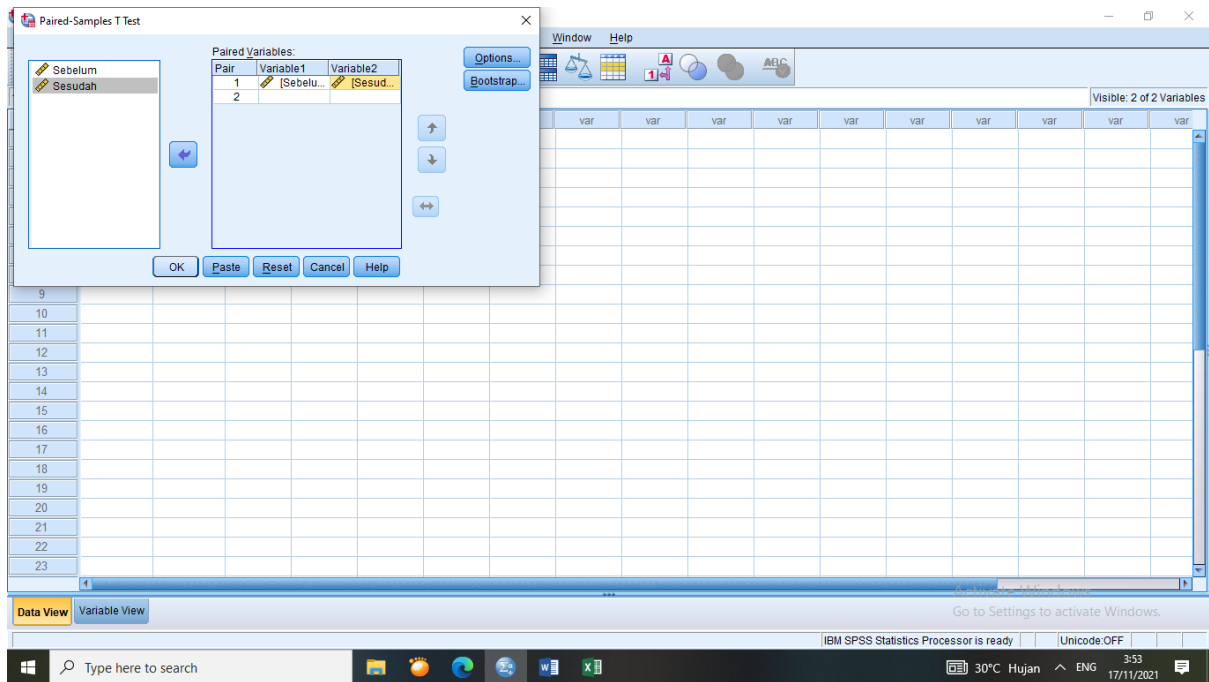 Paired-Samples T Test
Window Help
Paired Variables:
Options...
Bootstrap...
Sebelum
Sesudah
Pair Variable1 Variable2
1 [Sebelu... [Sesud...
2
A
1
ABC
Visible: 2 of 2 Variables
var var var var var var var var var var
OK Paste Reset Cancel Help
9
10
11
12
13
14
15
16
17
18
19
20
21
22
23
Activate Windows
Go to Settings to activate Windows.
Data View Variable View
IBM SPSS Statistics Processor is ready Unicode:OFF
Type here to search
30°C Hujan ENG 3:53
17/11/2021